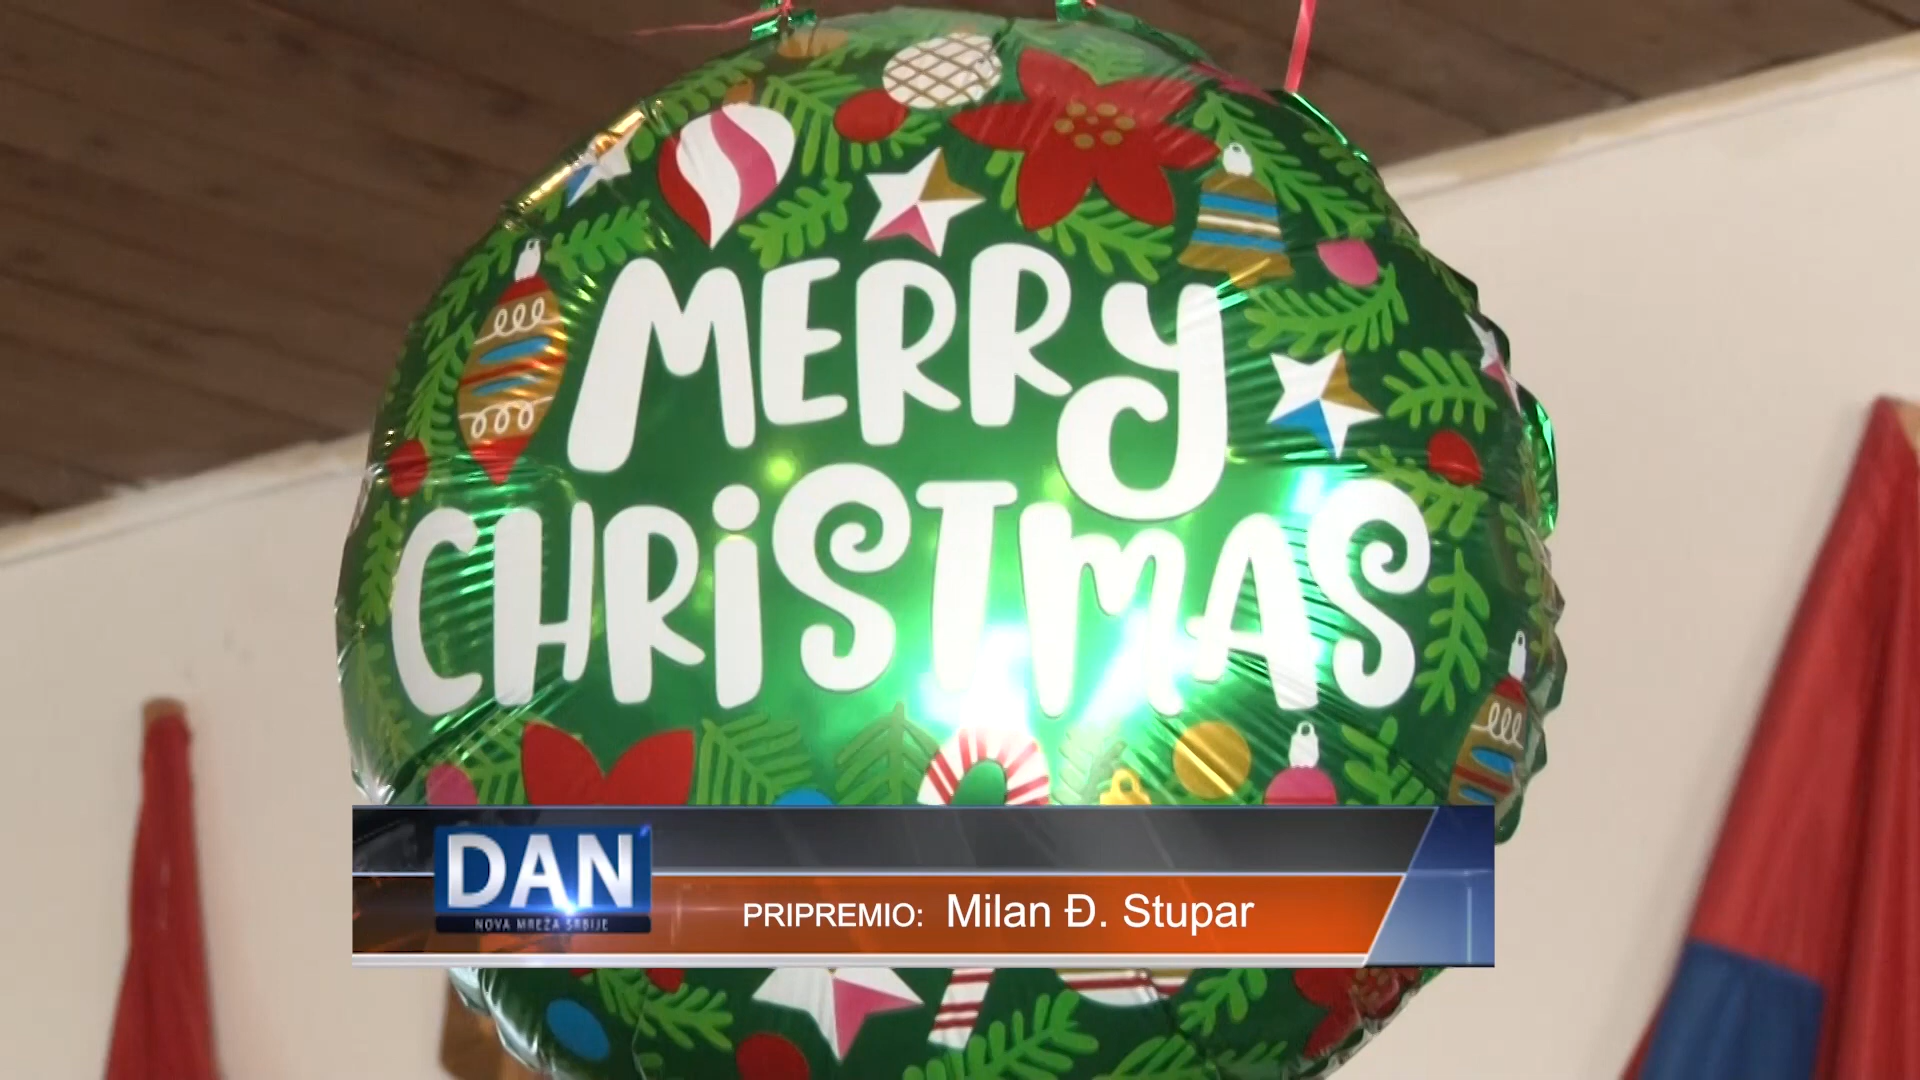 MERRY
CHRiSTMAS
DAN
NOVA MREŽA SRBIJE
PRIPREMIO: Milan Đ. Stupar